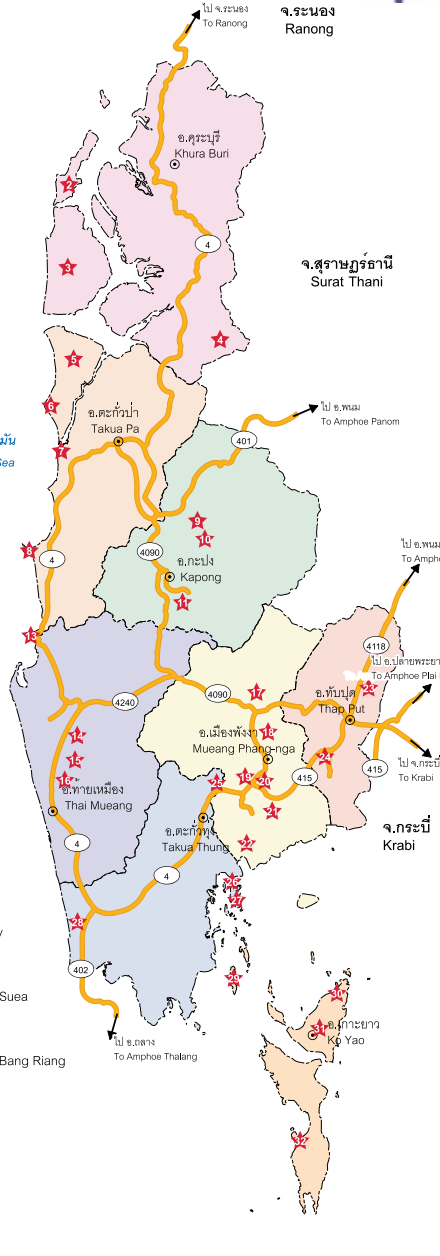 ไป จ.ระนอง
To Ranong
จ.ระนอง
Ranong
อ.คุระบุรี
Khura Buri
2
3
4
จ.สุราษฎร์ธานี
Surat Thani
4
5
6
อ.ตะกั่วป่า
Takua Pa
ไป อ.พนม
To Amphoe Panom
มัน
Sea
7
401
8
9
10
4
4090
อ.กะปง
Kapong
11
ไป อ.พนม
To Amph
13
4118
ไป อ.ปลายพระยา
To Amphoe Plai
23
4240
4090
17
อ.ทับปุด
Thap Put
14
อ.เมืองพังงา
18
Mueang Phang-nga
15
24
415
415
ไป จ.กระบี่
To Krabi
16
อ.ท้ายเหมือง
Thai Mueang
25
19
20
21
อ.ตะกั่วทุ่ง
Takua Thung
จ.กระบี่
Krabi
4
22
4
26
27
28
402
29
Suea
30
31
อ.เกาะยาว
Ko Yao
ไป อ.ถลาง
To Amphoe Thalang
Bang Riang
32